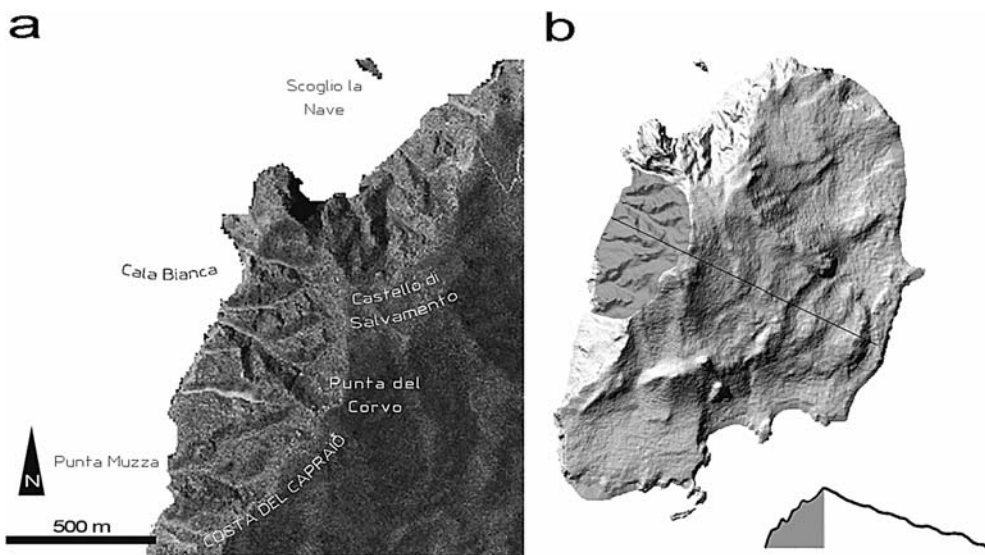 a
b
Scoglio la
Nave
Cala Bianca
Castello di
Salvamento
Punta del
Corvo
Punta Muzza
COSTA DEL CAPRAIO
N
500 m